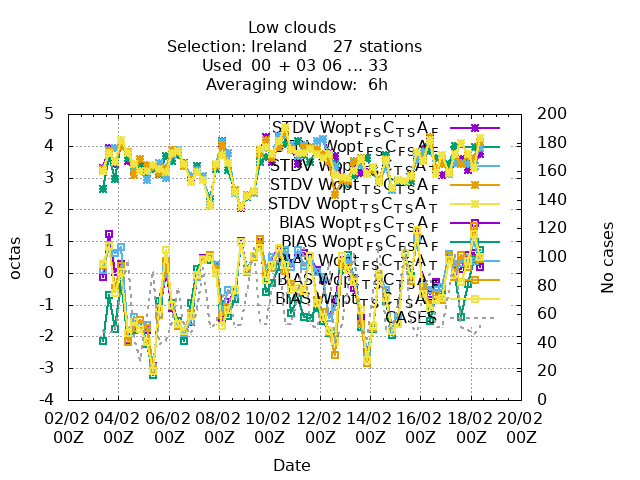 Low clouds
Selection: Ireland 27 stations
Used 00 + 03 06 ... 33
Averaging window: 6h
5 4 3 2 1 0 -1 -2 -3 -4
octas
200 180 160 140 120 100 80 60 40 20 0
No cases
STDV Wopt FS C TS A F
STDV Wopt FS C FS A F
STDV Wopt TS C TS A T
STDV Wopt TS C TS A F
STDV Wopt TS C TS A T
BIAS Wopt FS C TS A F
BIAS Wopt FS C FS A F
BIAS Wopt FS C TS A T
BIAS Wopt TS C TS A F
BIAS Wopt TS C TS A T
CASES
02/02 04/02 06/02 08/02 10/02 12/02 14/02 16/02 18/02 20/02
00Z 00Z 00Z 00Z 00Z 00Z 00Z 00Z 00Z 00Z
Date